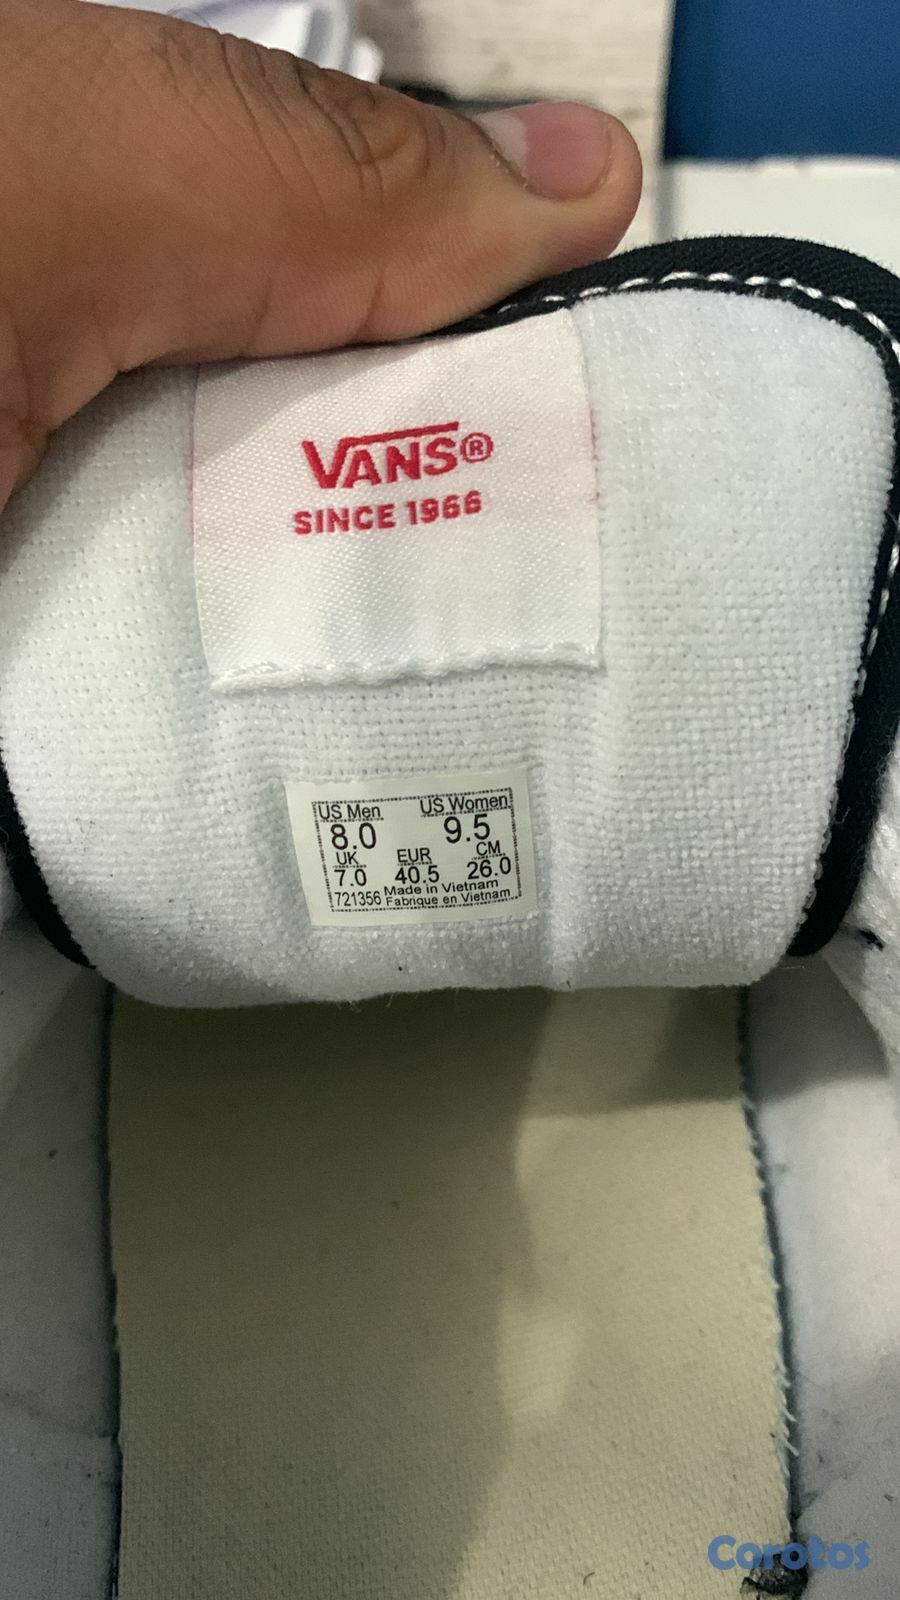 VANS®
SINCE 1966
US Men US Women
8.0 9.5
UK EUR CM
7.0 40.5 26.0
721356 Made in Vietnam
Fabrique en Vietnam
Corotos